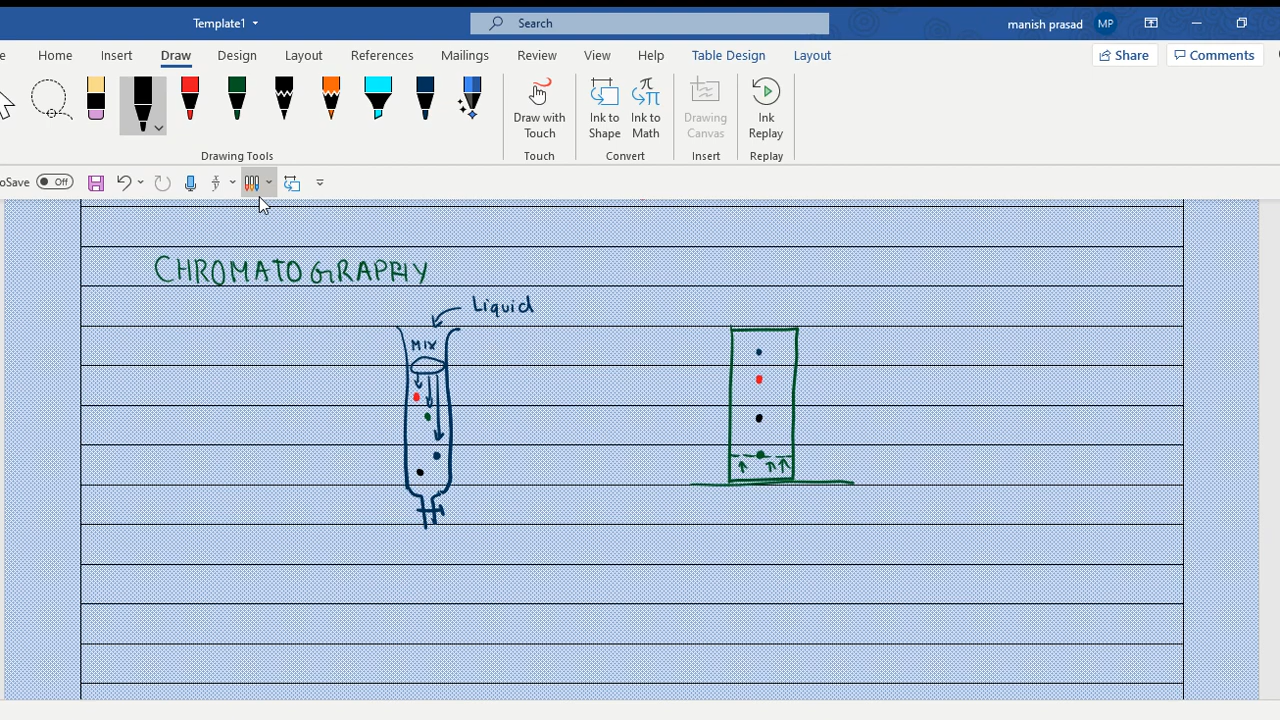 Template1
Search
manish prasad
MP
e
Home
Insert
Draw
Design
Layout
References
Mailings
Review
View
Help
Table Design
Layout
Share
Comments
Draw with Touch
Ink to Shape
Ink to Math
Drawing Canvas
Ink Replay
Drawing Tools
Touch
Convert
Insert
Replay
oSave
Off
CHROMATOGRAPHY
Liquid
MIX